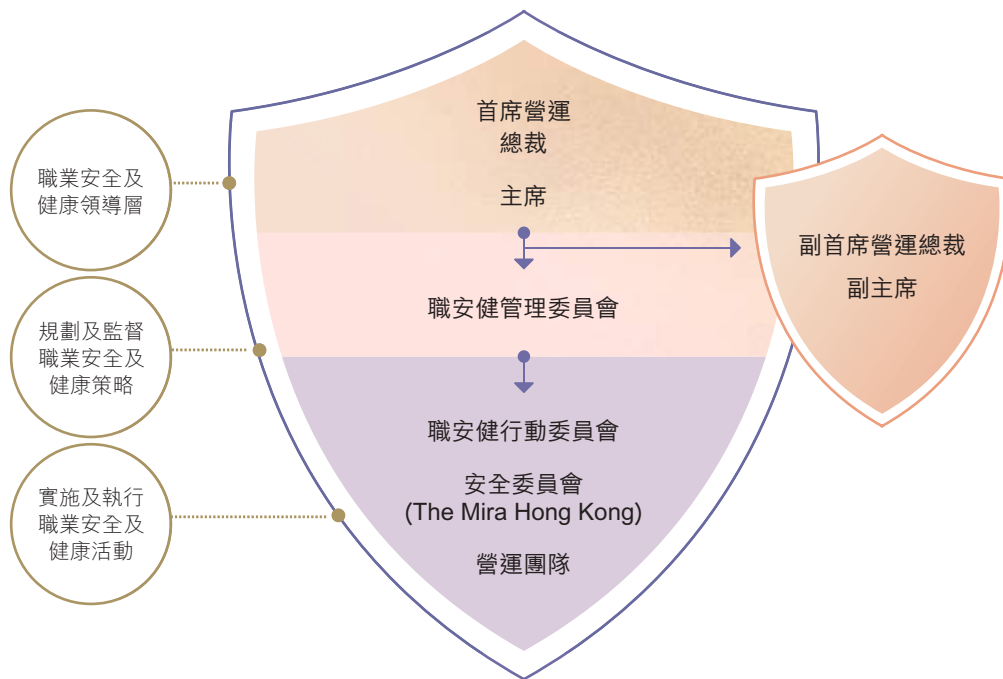 職業安全及
健康領導層
規劃及監督
職業安全及
健康策略
實施及執行
職業安全及
健康活動
首席營運
總裁
主席
職安健管理委員會
職安健行動委員會
安全委員會
(The Mira Hong Kong)
營運團隊
副首席營運總裁
副主席